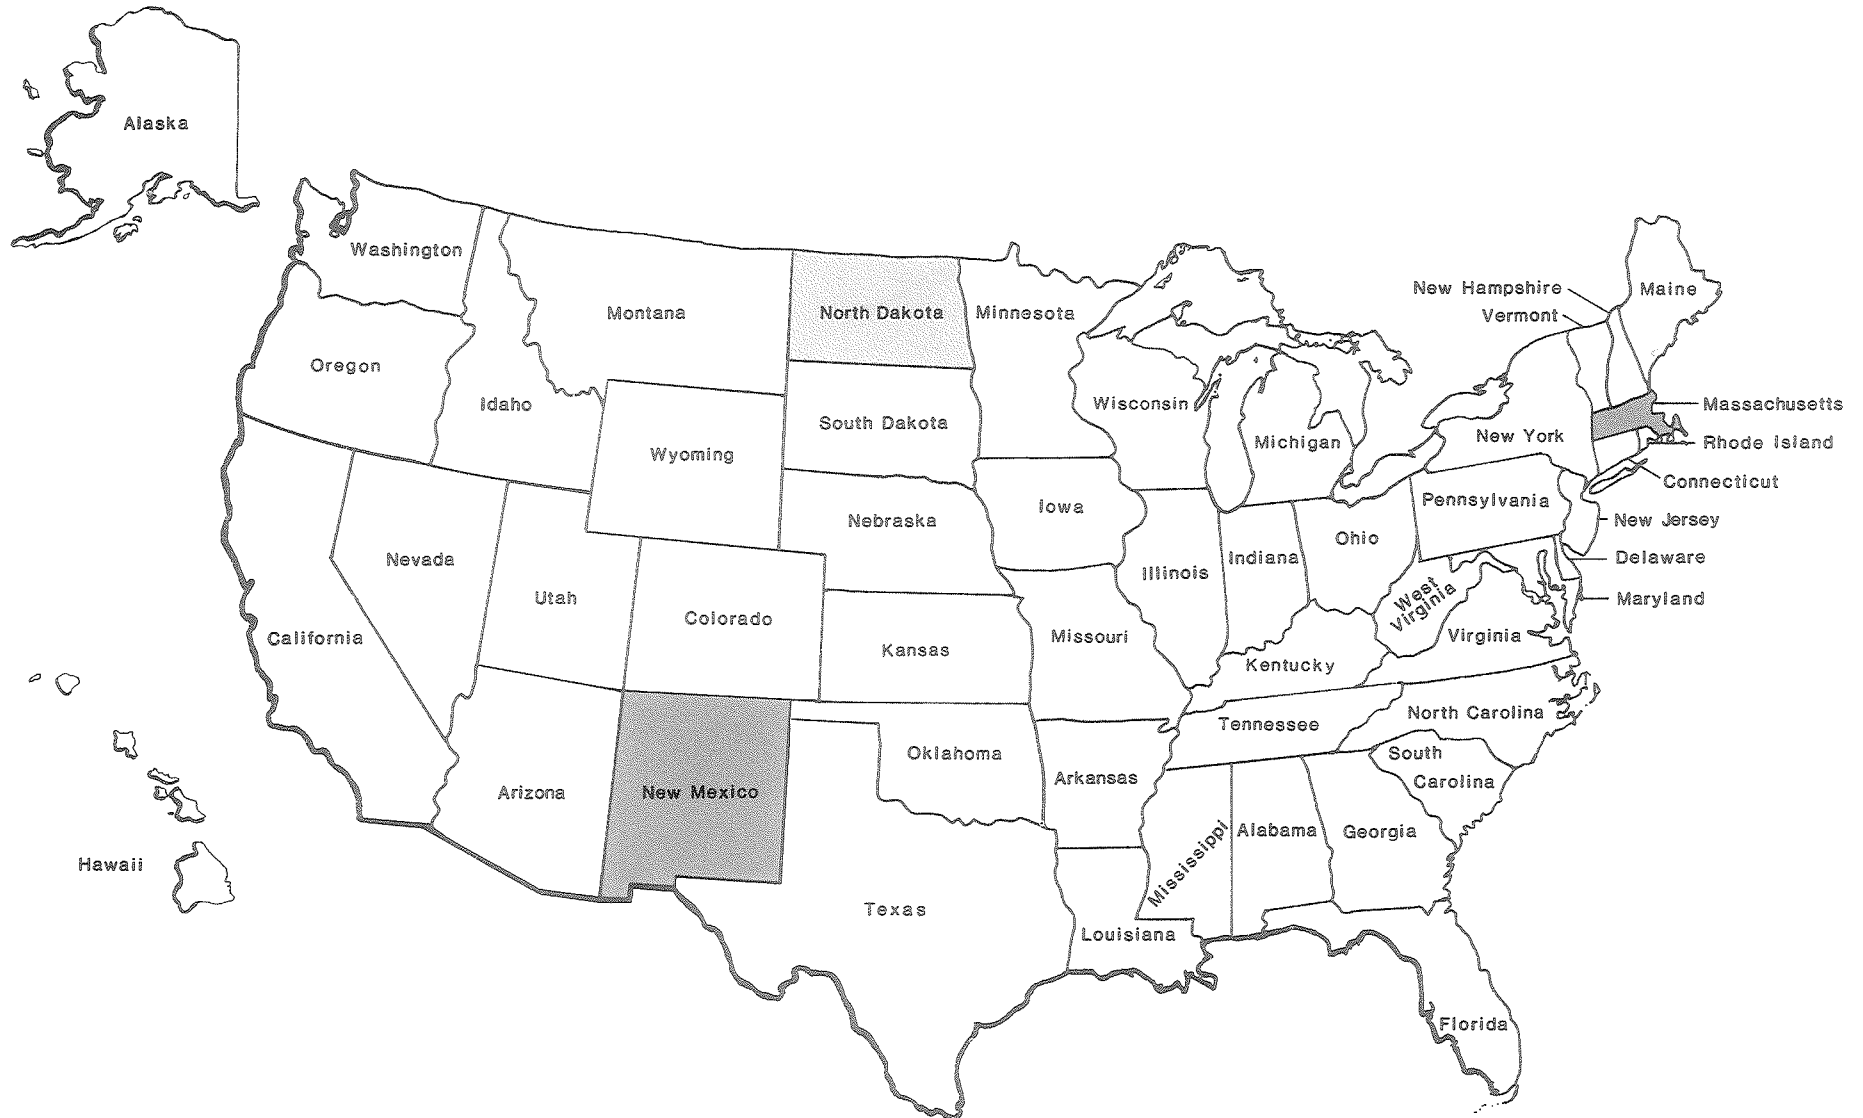 Alaska
Washington
Montana
North Dakota
Minnesota
New Hampshire
Vermont
Maine
Oregon
Idaho
Wyoming
South Dakota
Wisconsin
Michigan
New York
Massachusetts
Rhode Island
Connecticut
Pennsylvania
New Jersey
Delaware
Maryland
Nebraska
Iowa
Illinois
Indiana
Ohio
West
Virginia
Virginia
Nevada
Utah
Colorado
Kansas
Missouri
Kentucky
California
Tennessee
North Carolina
South
Carolina
Arizona
New Mexico
Oklahoma
Arkansas
Mississippi
Alabama
Georgia
Hawaii
Texas
Louisiana
Florida